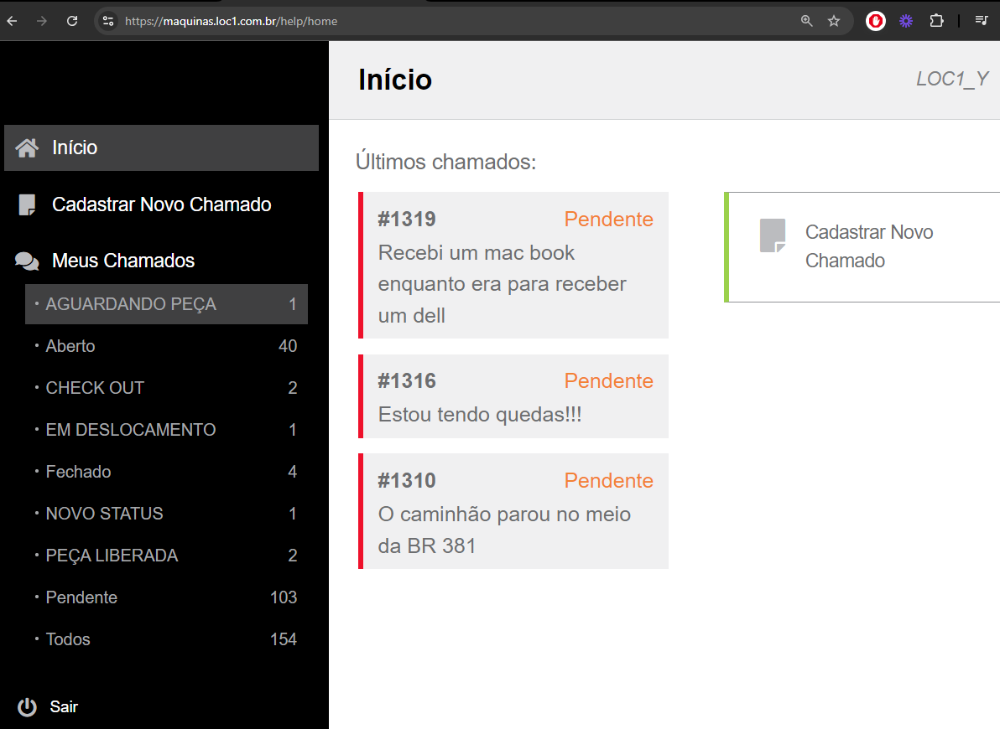 https://maquinas.loc1.com.br/help/home
Início
LOC1_Y
Início
Cadastrar Novo Chamado
Meus Chamados
· AGUARDANDO PEÇA 1
· Aberto 40
· CHECK OUT 2
· EM DESLOCAMENTO 1
· Fechado 4
· NOVO STATUS 1
· PEÇA LIBERADA 2
· Pendente 103
· Todos 154
Sair
Últimos chamados:
#1319 Pendente
Recebi um mac book
enquanto era para receber
um dell
#1316 Pendente
Estou tendo quedas!!!
#1310 Pendente
O caminhão parou no meio
da BR 381
Cadastrar Novo
Chamado